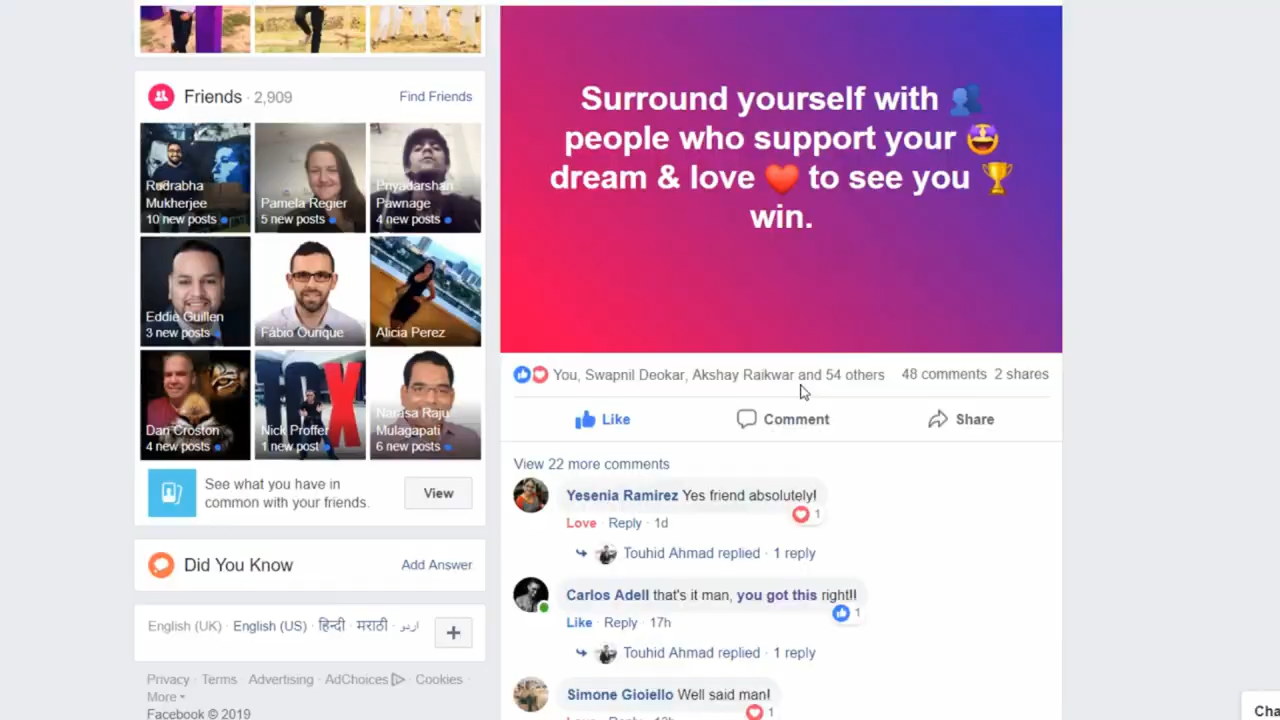 Friends · 2,909
Find Friends
Rudrabha
Mukherjee
10 new posts
Pamela Regier
5 new posts
Priyadarshan
Pawnage
4 new posts
Eddie Guillen
3 new posts
Fábio Ourique
Alicia Perez
Dan Croston
4 new posts
Nick Proffer
1 new post
Narasa Raju
Mulagapati
6 new posts
See what you have in
common with your friends.
View
Did You Know
Add Answer
English (UK) · English (US) · हिन्दी · मराठी · اردو
+
Privacy · Terms · Advertising · AdChoices · Cookies ·
More
Facebook © 2019
Surround yourself with 👥
people who support your 🤩
dream & love ❤️ to see you 🏆
win.
You, Swapnil Deokar, Akshay Raikwar and 54 others
48 comments 2 shares
Like
Comment
Share
View 22 more comments
Yesenia Ramirez Yes friend absolutely!
1
Love · Reply · 1d
Touhid Ahmad replied · 1 reply
Carlos Adell that's it man, you got this right!!
1
Like · Reply · 17h
Touhid Ahmad replied · 1 reply
Simone Gioiello Well said man!
1
Cha